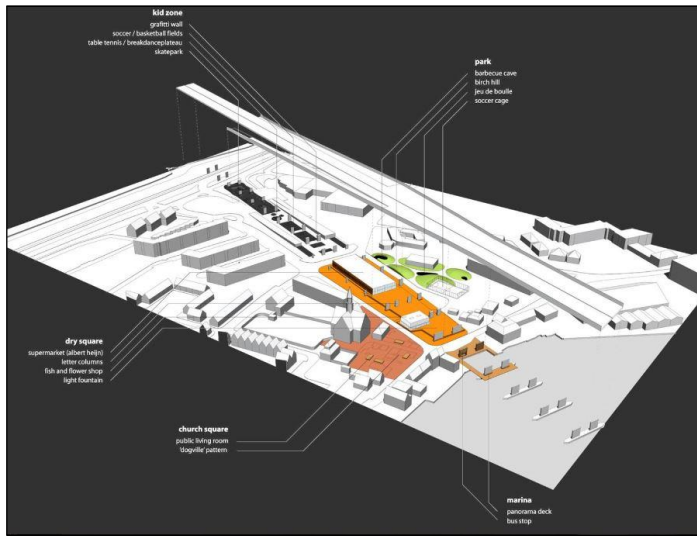 kid zone
grafitti wall
soccer / basketball fields
table tennis / breakdanceplateau
skatepark
park
barbecue cave
birch hill
jeu de boulle
soccer cage
dry square
supermarket (albert heijn)
letter columns
fish and flower shop
light fountain
church square
public living room
'dogville' pattern
marina
panorama deck
bus stop